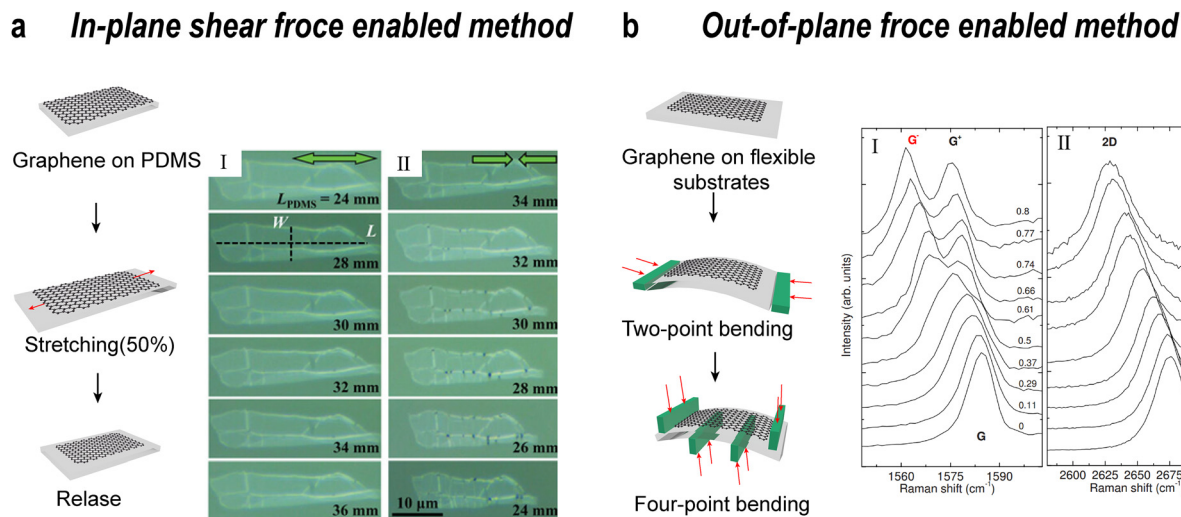 a In-plane shear froce enabled method
Graphene on PDMS
Stretching(50%)
Relase
I
L_PDMS = 24 mm
W
L
28 mm
30 mm
32 mm
34 mm
36 mm
10 μm
II
34 mm
32 mm
30 mm
28 mm
26 mm
24 mm
b Out-of-plane froce enabled method
Graphene on flexible
substrates
Two-point bending
Four-point bending
I
G⁻
G⁺
0.8
0.77
0.74
0.66
0.61
0.5
0.37
0.29
0.11
0
G
Intensity (arb. units)
1560
1575
1590
Raman shift (cm⁻¹)
II
2D
2600
2625
2650
2675
Raman shift (cm⁻¹)